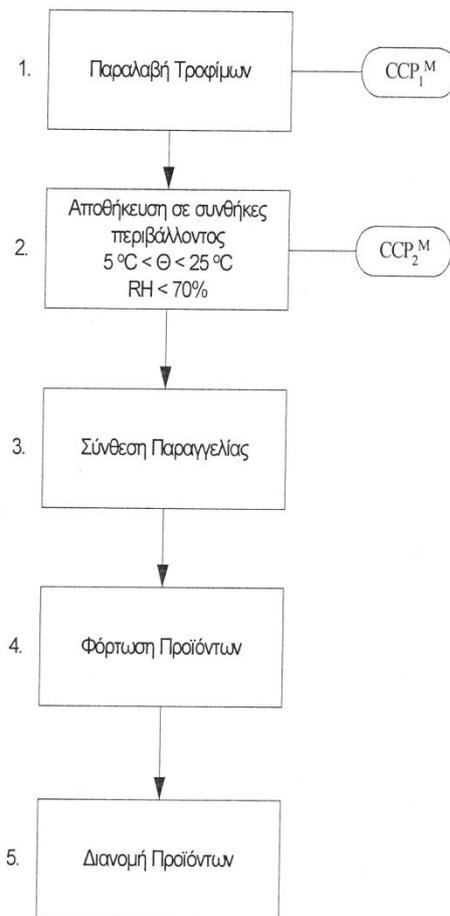 1. Παραλαβή Τροφίμων CCP₁ᴹ
Αποθήκευση σε συνθήκες
περιβάλλοντος
2. 5 ºC < Θ < 25 ºC CCP₂ᴹ
RH < 70%
3. Σύνθεση Παραγγελίας
4. Φόρτωση Προϊόντων
5. Διανομή Προϊόντων